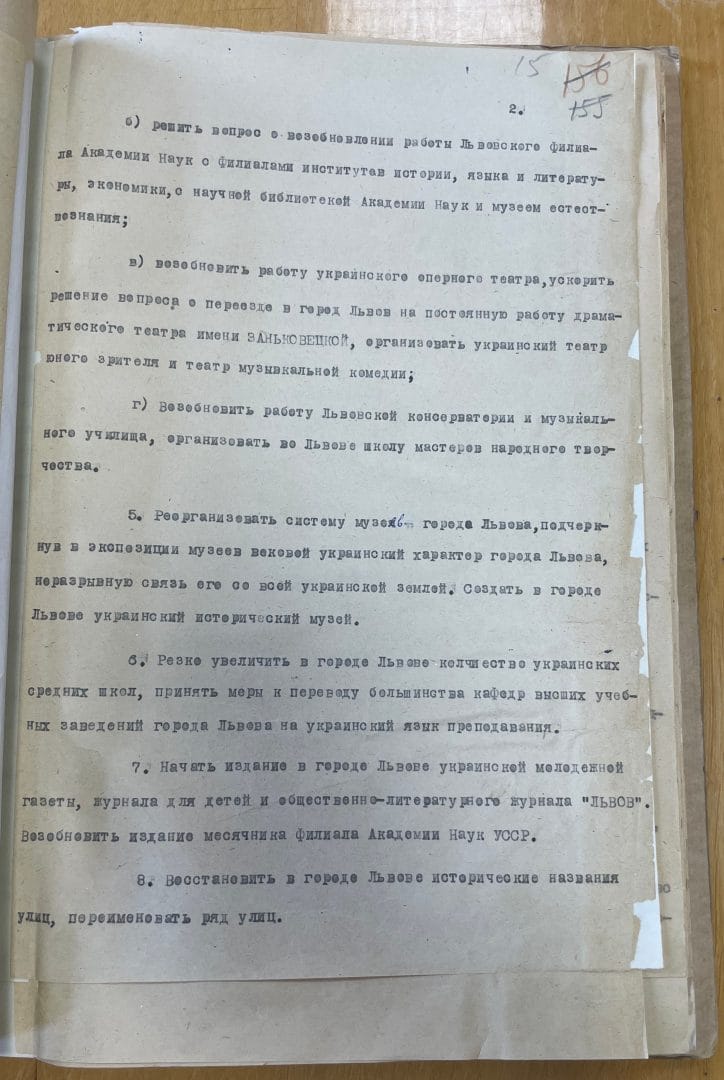 15
156
155
2.
б) решить вопрос о возобновлении работы Львовского филиа-
ла Академии Наук с филиалами институтав истории, языка и литерату-
ры, экономики,с научной библиотекой Академии Наук и музеем естест-
вознания;
в) возобновить работу украинского оперного театра,ускорить
решение вопроса о переезде в город Львов на постоянную работу драма-
тического театра имени ЗАНЬКОВЕЦКОЙ, организовать украинский театр
юного зрителя и театр музывкальной комедии;
г) Возобновить работу Львовской консерватории и музыкаль-
ного училища, организовать во Львове школу мастеров народного твор-
чества.
5. Реорганизовать систему музеев города Львова,подчерк-
нув в экспозиции музеев вековой украинский характер города Львова,
неразрывную связь его со всей украинской землей. Создать в городе
Львове украинский исторический музей.
6. Резко увеличить в городе Львове колчиество украинских
средних школ, принять меры к переводу большинства кафедр высших учеб-
ных заведений города Львова на украинский язык преподавания.
7. Начать издание в городе Львове украинской молодежной
газеты, журнала для детей и общественно-литературного журнала "ЛЬВОВ".
Возобновить издание месячника филиала Академии Наук УССР.
8. Восстановить в городе Львове исторические названия
улиц, переименовать ряд улиц.